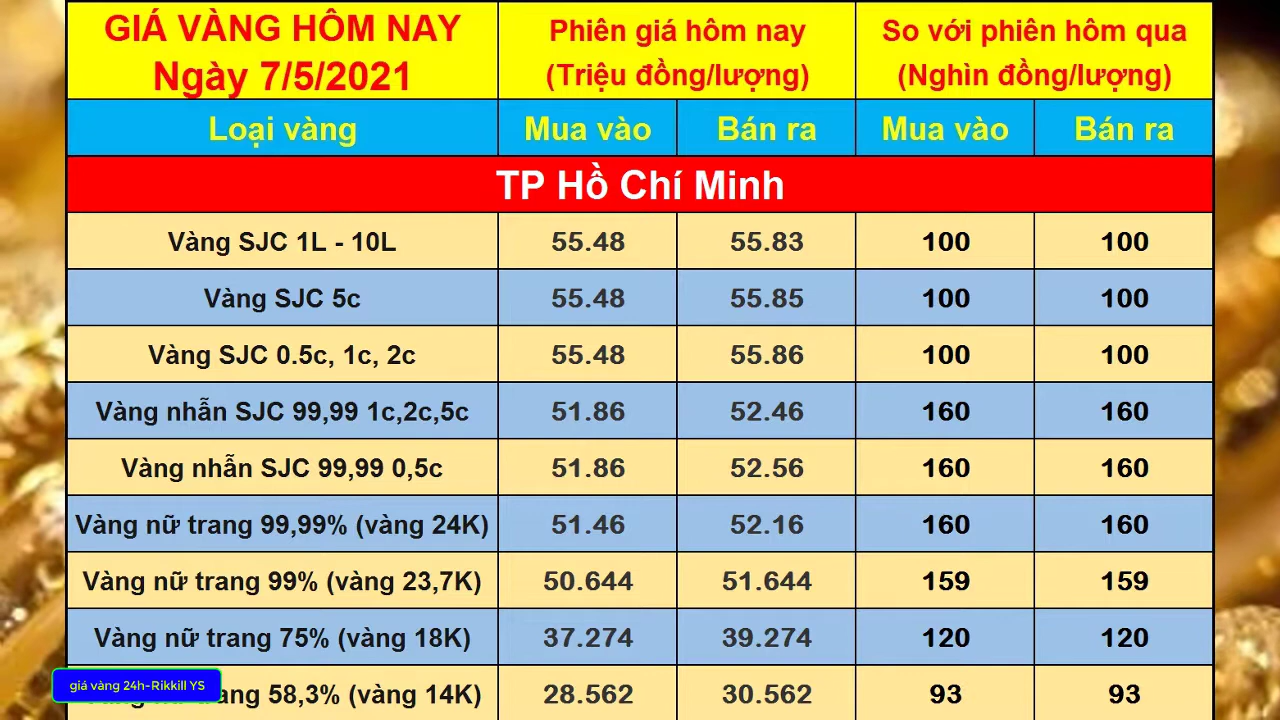 GIÁ VÀNG HÔM NAY
Ngày 7/5/2021
Phiên giá hôm nay
(Triệu đồng/lượng)
So với phiên hôm qua
(Nghìn đồng/lượng)
Loại vàng Mua vào Bán ra Mua vào Bán ra
TP Hồ Chí Minh
Vàng SJC 1L - 10L 55.48 55.83 100 100
Vàng SJC 5c 55.48 55.85 100 100
Vàng SJC 0.5c, 1c, 2c 55.48 55.86 100 100
Vàng nhẫn SJC 99,99 1c,2c,5c 51.86 52.46 160 160
Vàng nhẫn SJC 99,99 0,5c 51.86 52.56 160 160
Vàng nữ trang 99,99% (vàng 24K) 51.46 52.16 160 160
Vàng nữ trang 99% (vàng 23,7K) 50.644 51.644 159 159
Vàng nữ trang 75% (vàng 18K) 37.274 39.274 120 120
58,3% (vàng 14K) 28.562 30.562 93 93
giá vàng 24h-Rikkill YS